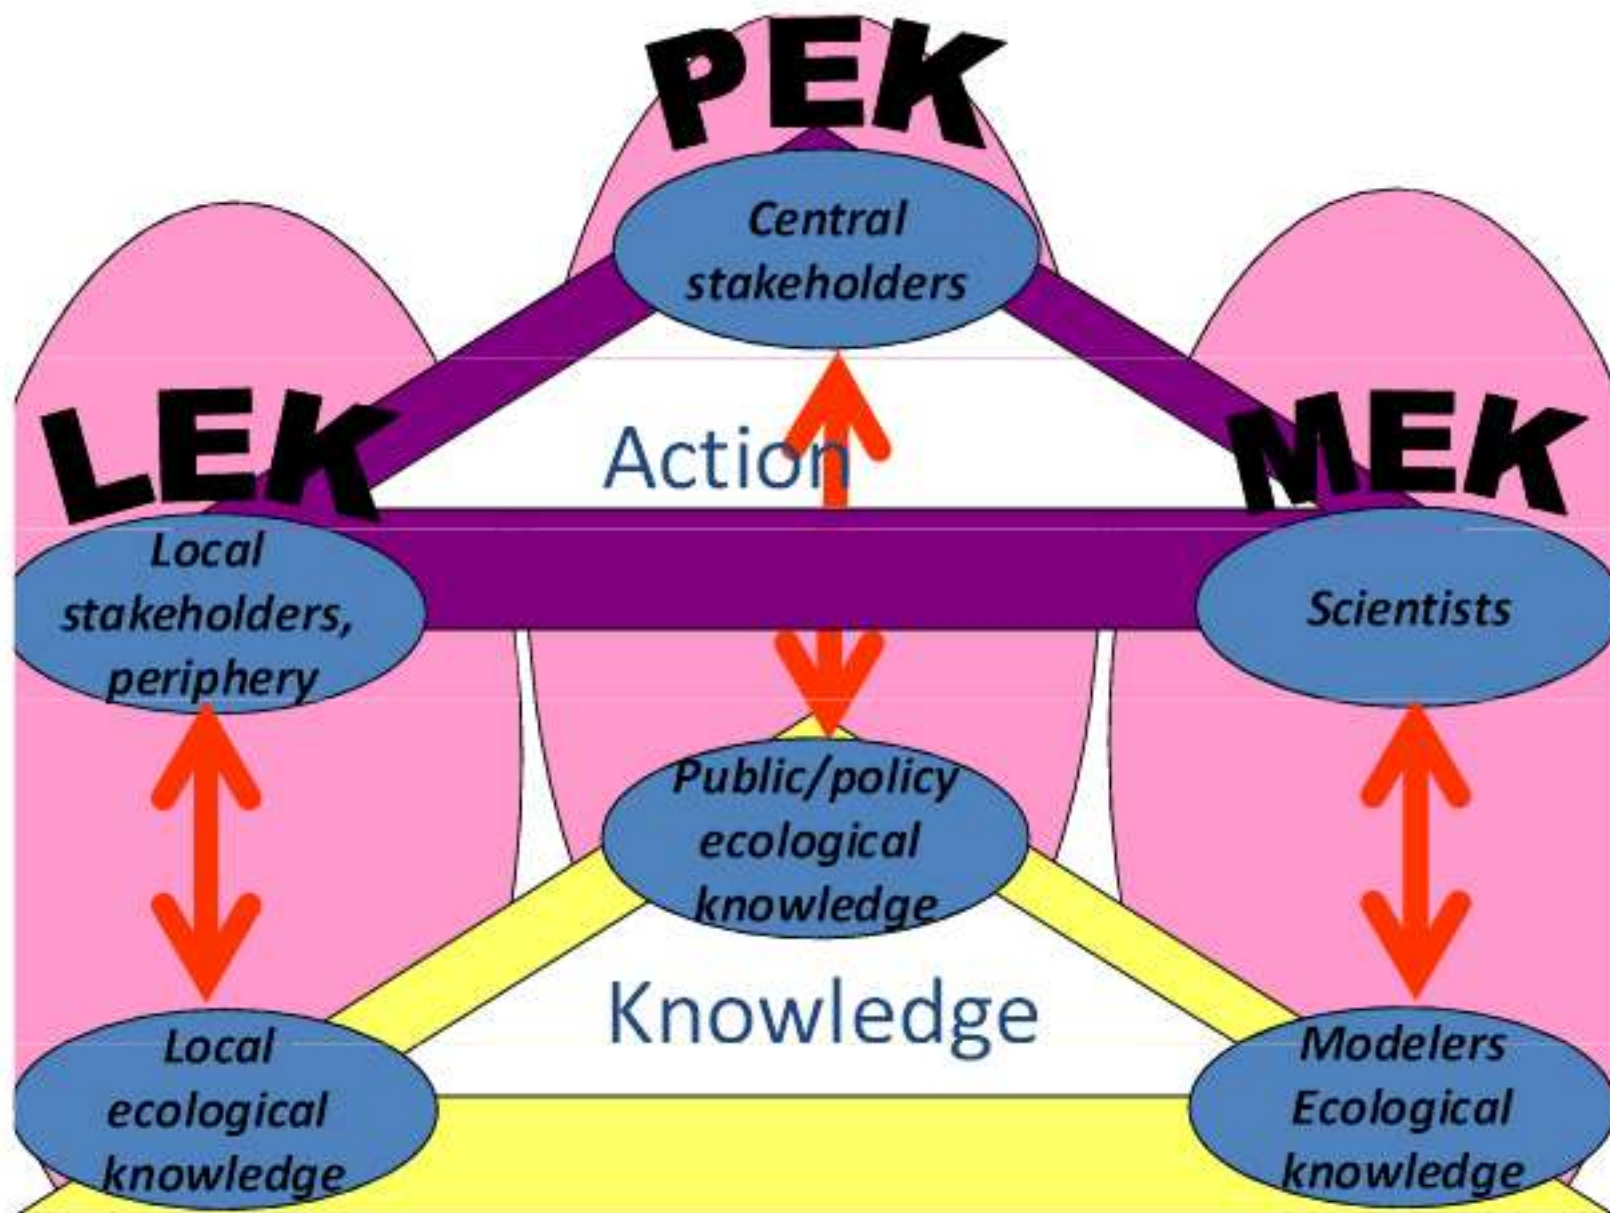 PEK
Central
stakeholders
LEK
Action
MEK
Local
stakeholders,
periphery
Scientists
Public/policy
ecological
knowledge
Knowledge
Local
ecological
knowledge
Modelers
Ecological
knowledge